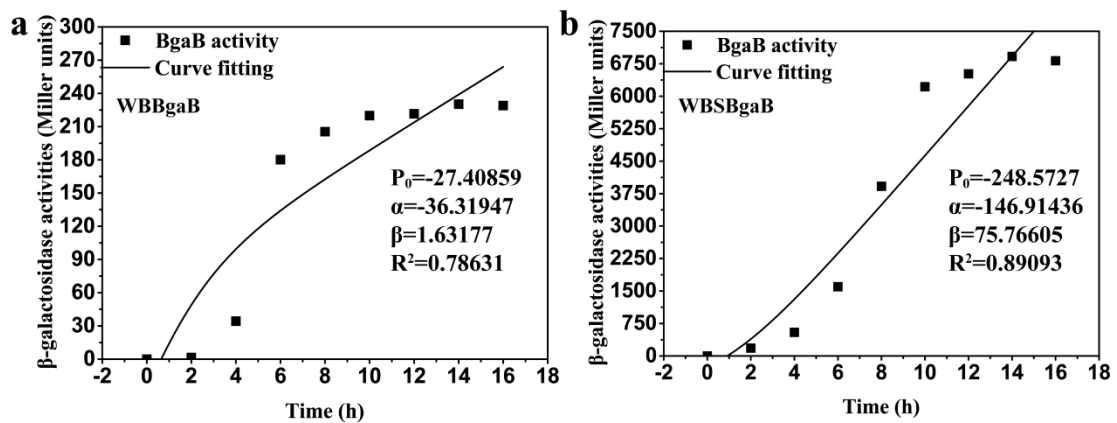 a
300
270
240
210
180
150
120
90
60
30
0
β-galactosidase activities (Miller units)
BgaB activity
Curve fitting
WBBgaB
P₀=-27.40859
α=-36.31947
β=1.63177
R²=0.78631
-2 0 2 4 6 8 10 12 14 16 18
Time (h)
b
7500
6750
6000
5250
4500
3750
3000
2250
1500
750
0
β-galactosidase activities (Miller units)
BgaB activity
Curve fitting
WBSBgaB
P₀=-248.5727
α=-146.91436
β=75.76605
R²=0.89093
-2 0 2 4 6 8 10 12 14 16 18
Time (h)